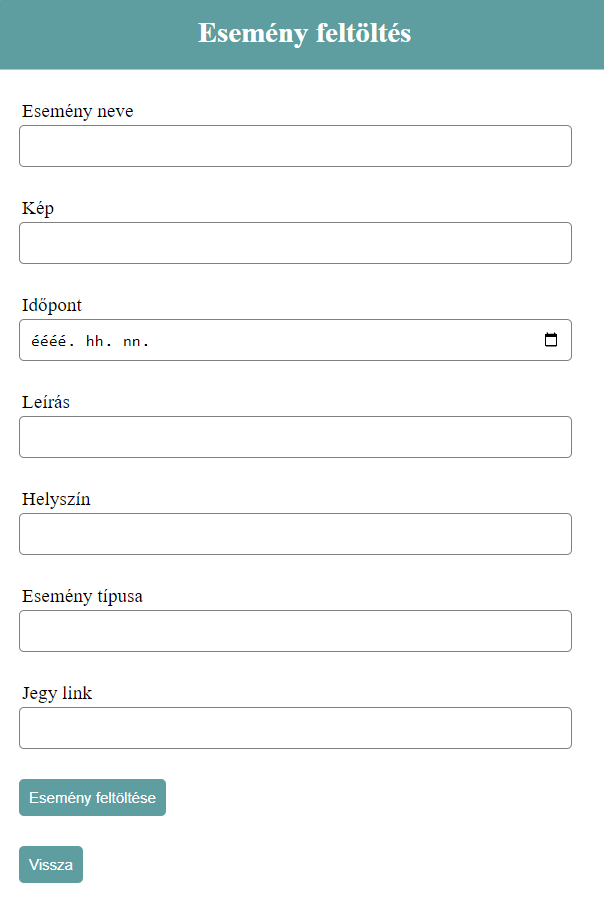 Esemény feltöltés
Esemény neve
Kép
Időpont
éééé. hh. nn.
Leírás
Helyszín
Esemény típusa
Jegy link
Esemény feltöltése
Vissza